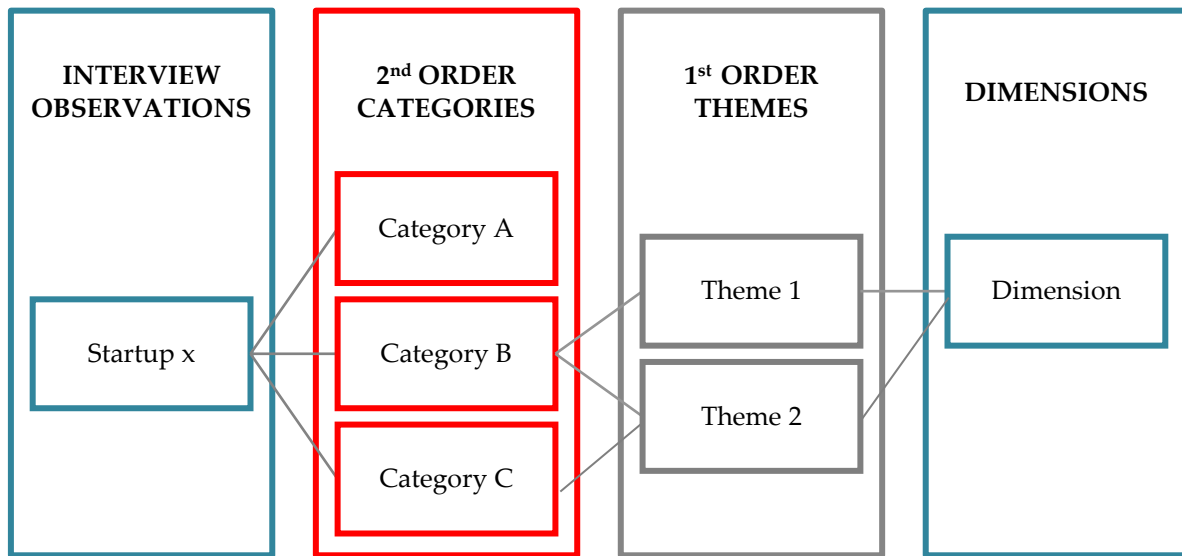 INTERVIEW
OBSERVATIONS
2nd ORDER
CATEGORIES
1st ORDER
THEMES
DIMENSIONS
Startup x
Category A
Category B
Category C
Theme 1
Theme 2
Dimension